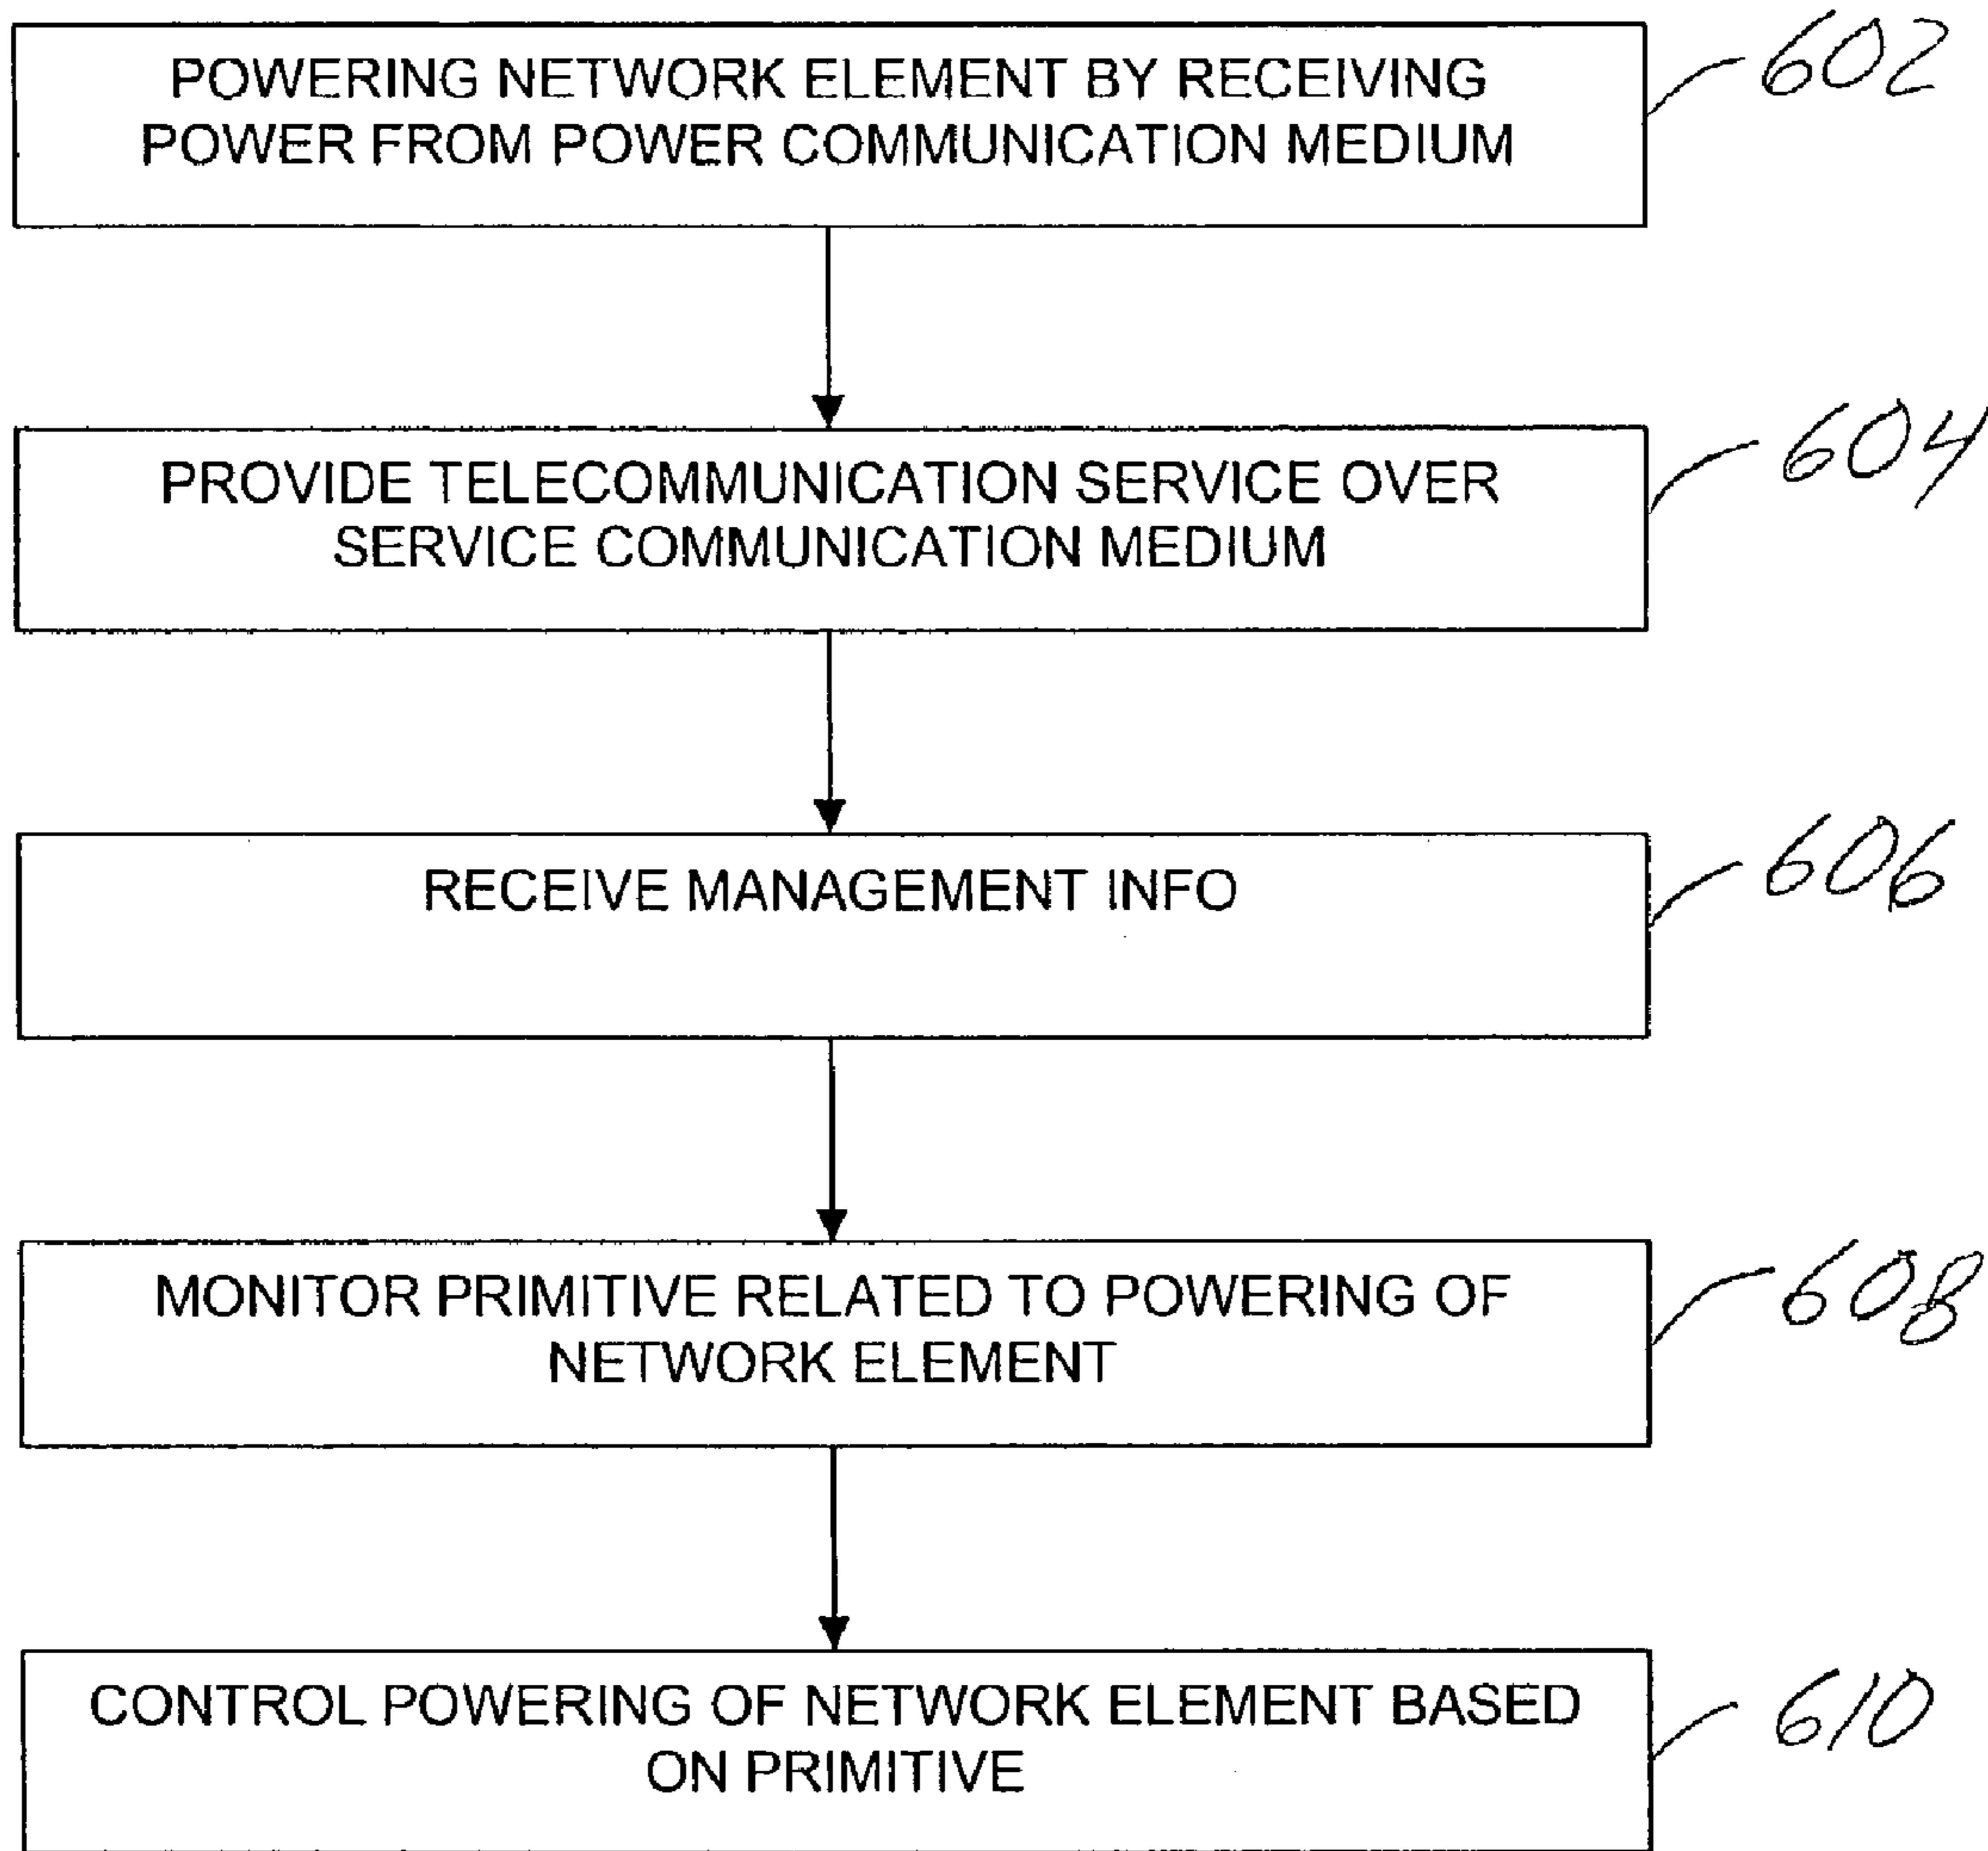 POWERING NETWORK ELEMENT BY RECEIVING
POWER FROM POWER COMMUNICATION MEDIUM
602
PROVIDE TELECOMMUNICATION SERVICE OVER
SERVICE COMMUNICATION MEDIUM
604
RECEIVE MANAGEMENT INFO
606
MONITOR PRIMITIVE RELATED TO POWERING OF
NETWORK ELEMENT
608
CONTROL POWERING OF NETWORK ELEMENT BASED
ON PRIMITIVE
610